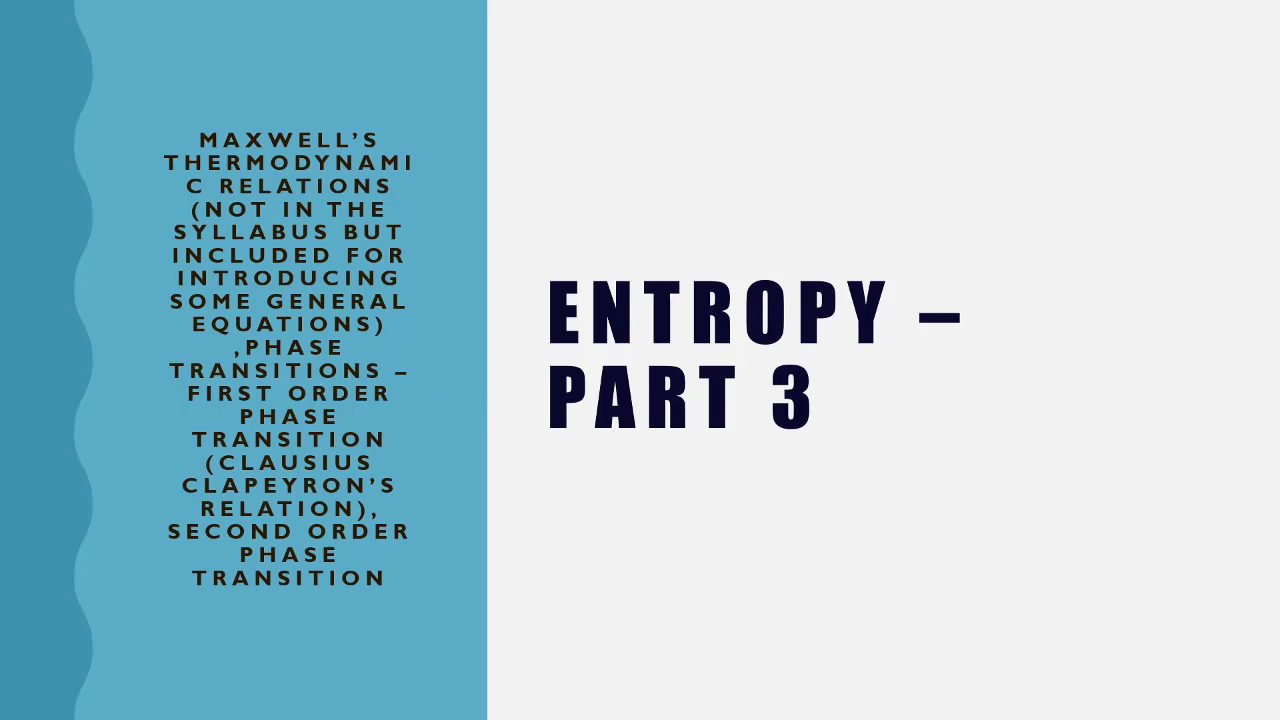 MAXWELL'S
THERMODYNAMI
C RELATIONS
(NOT IN THE
SYLLABUS BUT
INCLUDED FOR
INTRODUCING
SOME GENERAL
EQUATIONS)
,PHASE
TRANSITIONS –
FIRST ORDER
PHASE
TRANSITION
(CLAUSIUS
CLAPEYRON'S
RELATION),
SECOND ORDER
PHASE
TRANSITION
ENTROPY –
PART 3